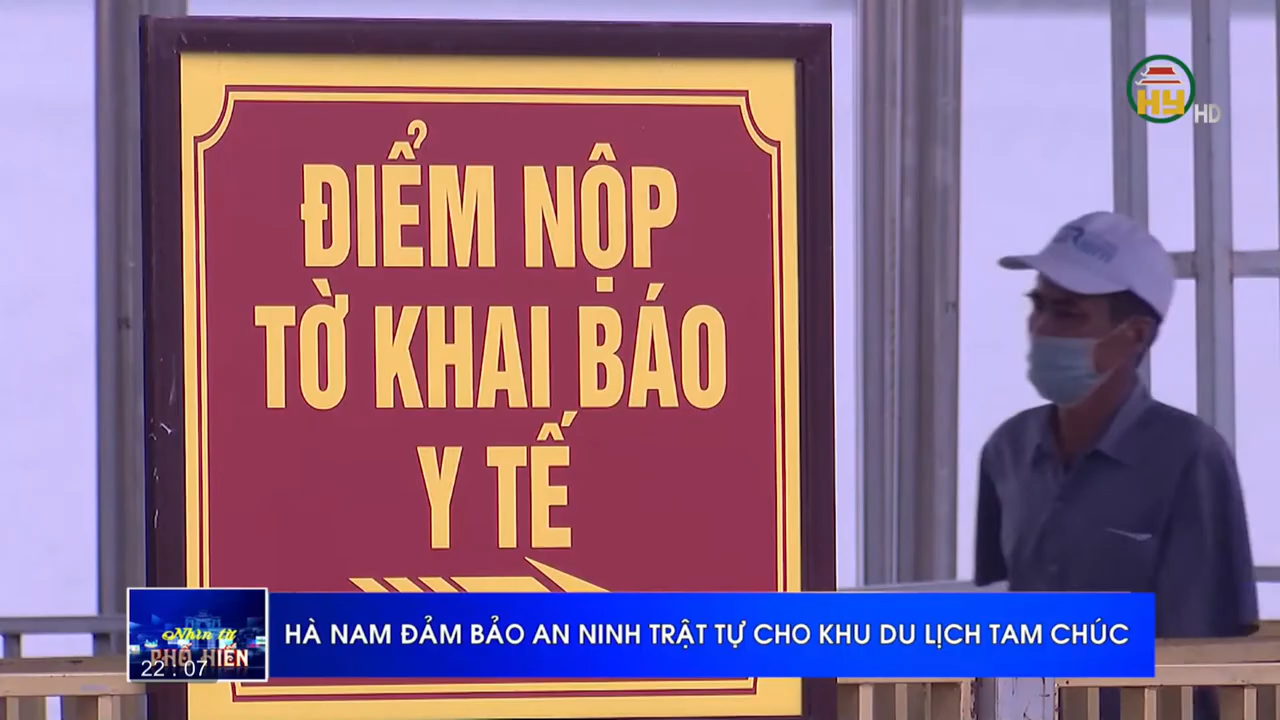 HY HD
ĐIỂM NỘP
TỜ KHAI BÁO
Y TẾ
Nhìn từ
PHỐ HIẾN
22 : 07
HÀ NAM ĐẢM BẢO AN NINH TRẬT TỰ CHO KHU DU LỊCH TAM CHÚC